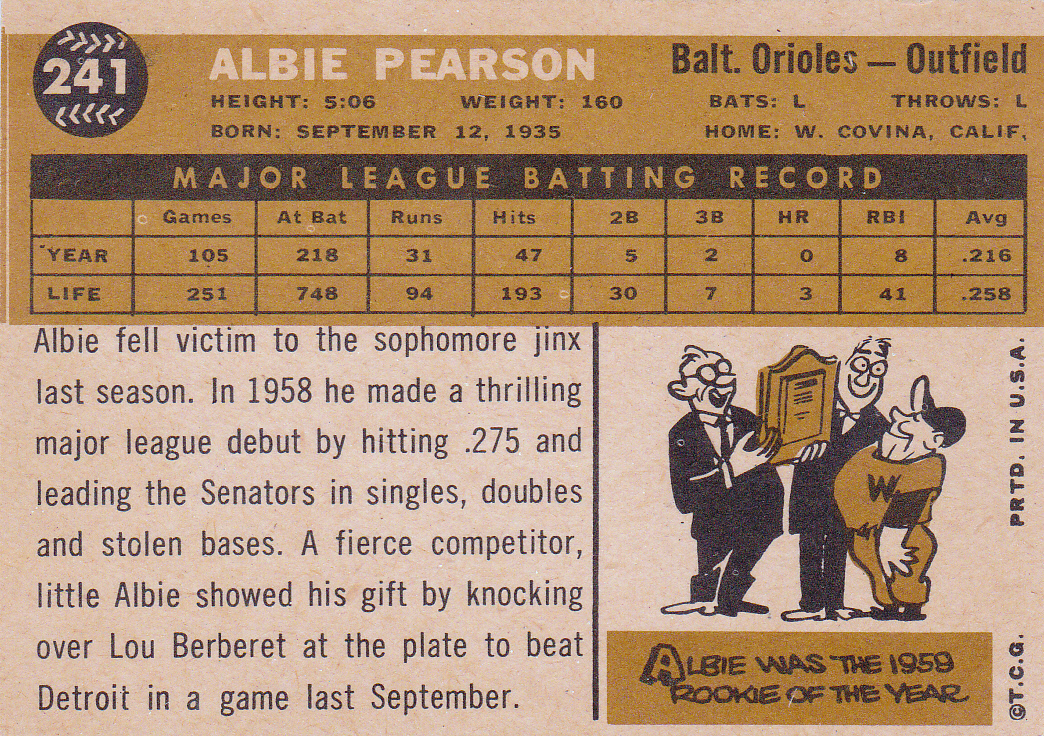 241
ALBIE PEARSON
Balt. Orioles — Outfield
HEIGHT: 5:06 WEIGHT: 160 BATS: L THROWS: L
BORN: SEPTEMBER 12, 1935 HOME: W. COVINA, CALIF.
MAJOR LEAGUE BATTING RECORD
Games At Bat Runs Hits 2B 3B HR RBI Avg
YEAR 105 218 31 47 5 2 0 8 .216
LIFE 251 748 94 193 30 7 3 41 .258
Albie fell victim to the sophomore jinx
last season. In 1958 he made a thrilling
major league debut by hitting .275 and
leading the Senators in singles, doubles
and stolen bases. A fierce competitor,
little Albie showed his gift by knocking
over Lou Berberet at the plate to beat
Detroit in a game last September.
W
ALBIE WAS THE 1959
ROOKIE OF THE YEAR
PRTD. IN U.S.A.
©T.C.G.